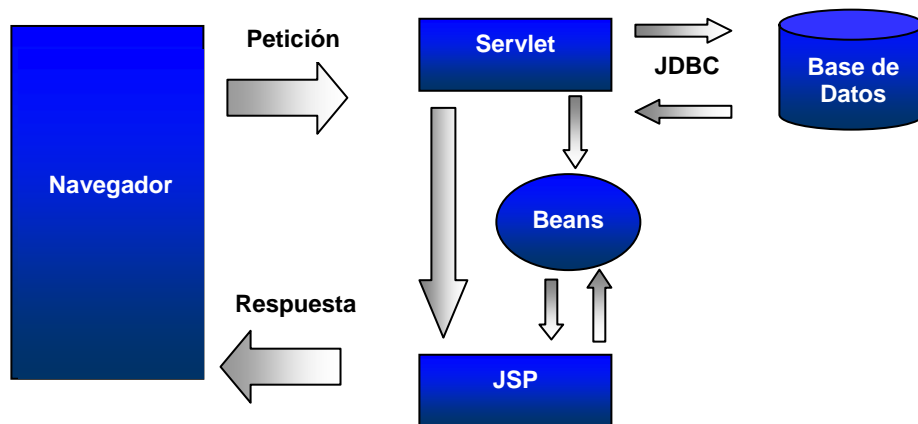 Petición
Servlet
JDBC
Base de
Datos
Navegador
Beans
Respuesta
JSP